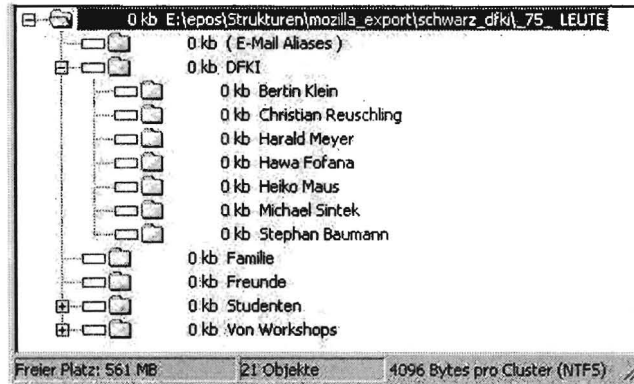 0 kb E:\epos\Strukturen\mozilla_export\schwarz_dfki\_75_ LEUTE
0 kb ( E-Mail Aliases )
0 kb DFKI
0 kb Bertin Klein
0 kb Christian Reuschling
0 kb Harald Meyer
0 kb Hawa Fofana
0 kb Heiko Maus
0 kb Michael Sintek
0 kb Stephan Baumann
0 kb Familie
0 kb Freunde
0 kb Studenten
0 kb Von Workshops
Freier Platz: 561 MB 21 Objekte 4096 Bytes pro Cluster (NTFS)